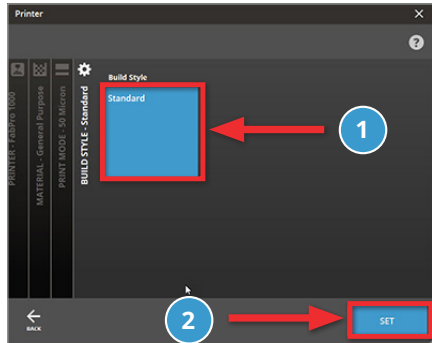 Printer
?
PRINTER - FabPro 1000
MATERIAL - General Purpose
PRINT MODE - 50 Micron
BUILD STYLE - Standard
Build Style
Standard
1
BACK
2
SET